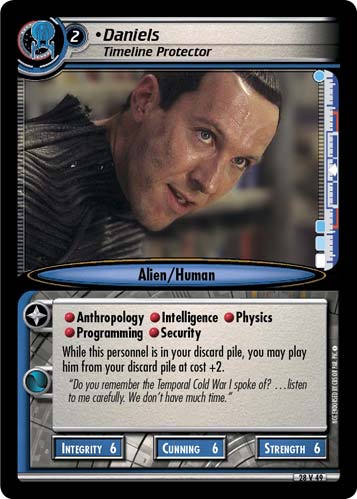 2 •Daniels
Timeline Protector
Alien/Human
Anthropology Intelligence Physics
Programming Security
While this personnel is in your discard pile, you may play
him from your discard pile at cost +2.
"Do you remember the Temporal Cold War I spoke of? …listen
to me carefully. We don't have much time."
INTEGRITY 6 CUNNING 6 STRENGTH 6
28 V 49